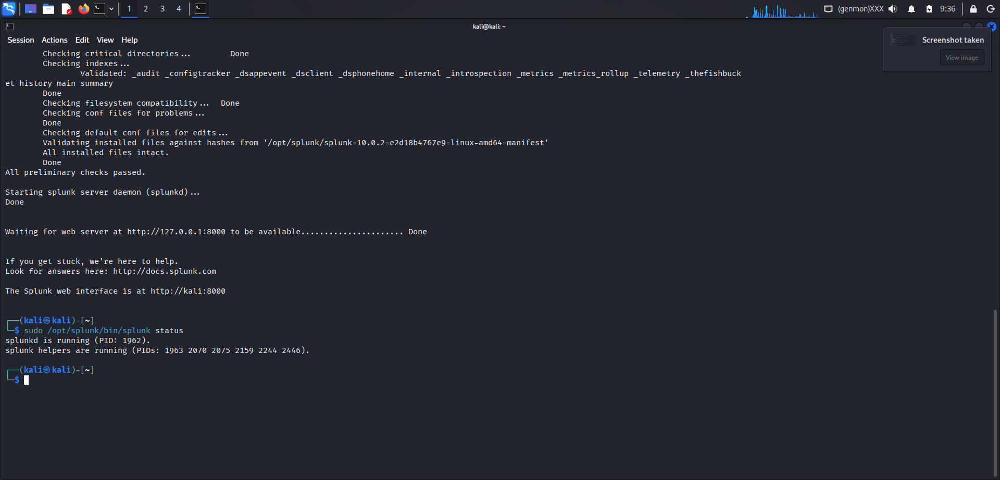 1 2 3 4 (genmon)XXX 9:36
kali@kali: ~
Session Actions Edit View Help
Screenshot taken
View image
Checking critical directories... Done
Checking indexes...
Validated: _audit _configtracker _dsappevent _dsclient _dsphonehome _internal _introspection _metrics _metrics_rollup _telemetry _thefishbuck
et history main summary
Done
Checking filesystem compatibility... Done
Checking conf files for problems...
Done
Checking default conf files for edits...
Validating installed files against hashes from '/opt/splunk/splunk-10.0.2-e2d18b4767e9-linux-amd64-manifest'
All installed files intact.
Done
All preliminary checks passed.
Starting splunk server daemon (splunkd)...
Done
Waiting for web server at http://127.0.0.1:8000 to be available...................... Done
If you get stuck, we're here to help.
Look for answers here: http://docs.splunk.com
The Splunk web interface is at http://kali:8000
┌──(kali㉿kali)-[~]
└─$ sudo /opt/splunk/bin/splunk status
splunkd is running (PID: 1962).
splunk helpers are running (PIDs: 1963 2070 2075 2159 2244 2446).
┌──(kali㉿kali)-[~]
└─$